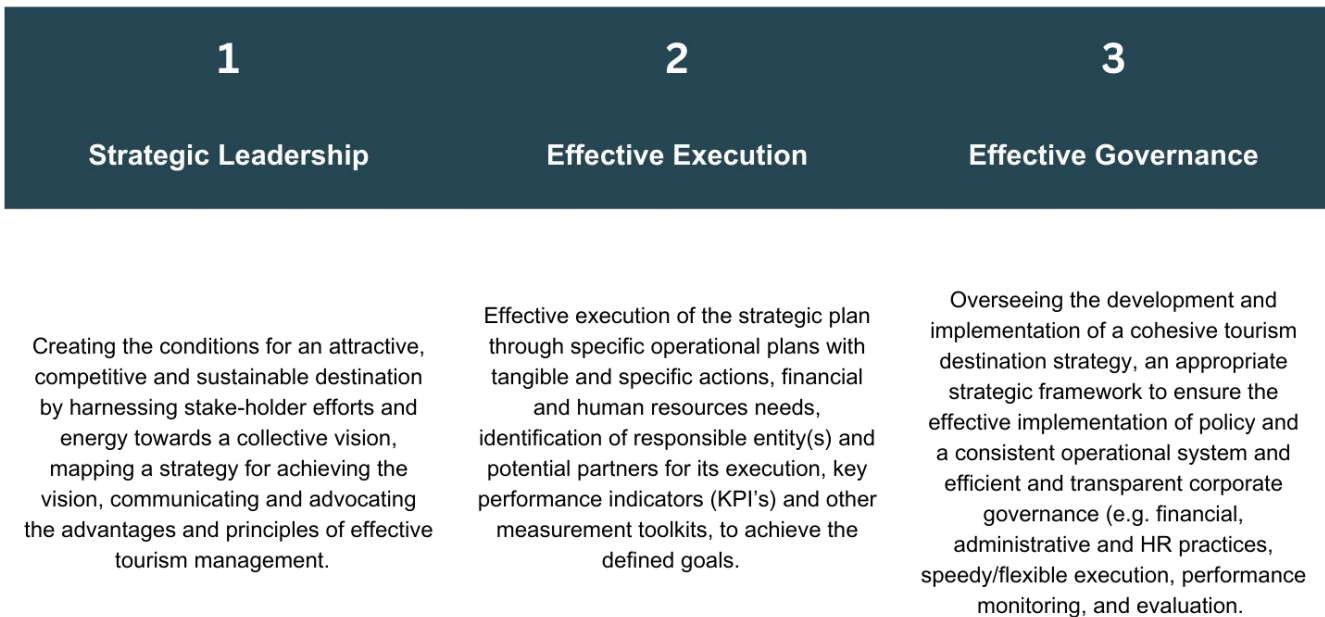 1
Strategic Leadership
Creating the conditions for an attractive,
competitive and sustainable destination
by harnessing stake-holder efforts and
energy towards a collective vision,
mapping a strategy for achieving the
vision, communicating and advocating
the advantages and principles of effective
tourism management.
2
Effective Execution
Effective execution of the strategic plan
through specific operational plans with
tangible and specific actions, financial
and human resources needs,
identification of responsible entity(s) and
potential partners for its execution, key
performance indicators (KPI's) and other
measurement toolkits, to achieve the
defined goals.
3
Effective Governance
Overseeing the development and
implementation of a cohesive tourism
destination strategy, an appropriate
strategic framework to ensure the
effective implementation of policy and
a consistent operational system and
efficient and transparent corporate
governance (e.g. financial,
administrative and HR practices,
speedy/flexible execution, performance
monitoring, and evaluation.